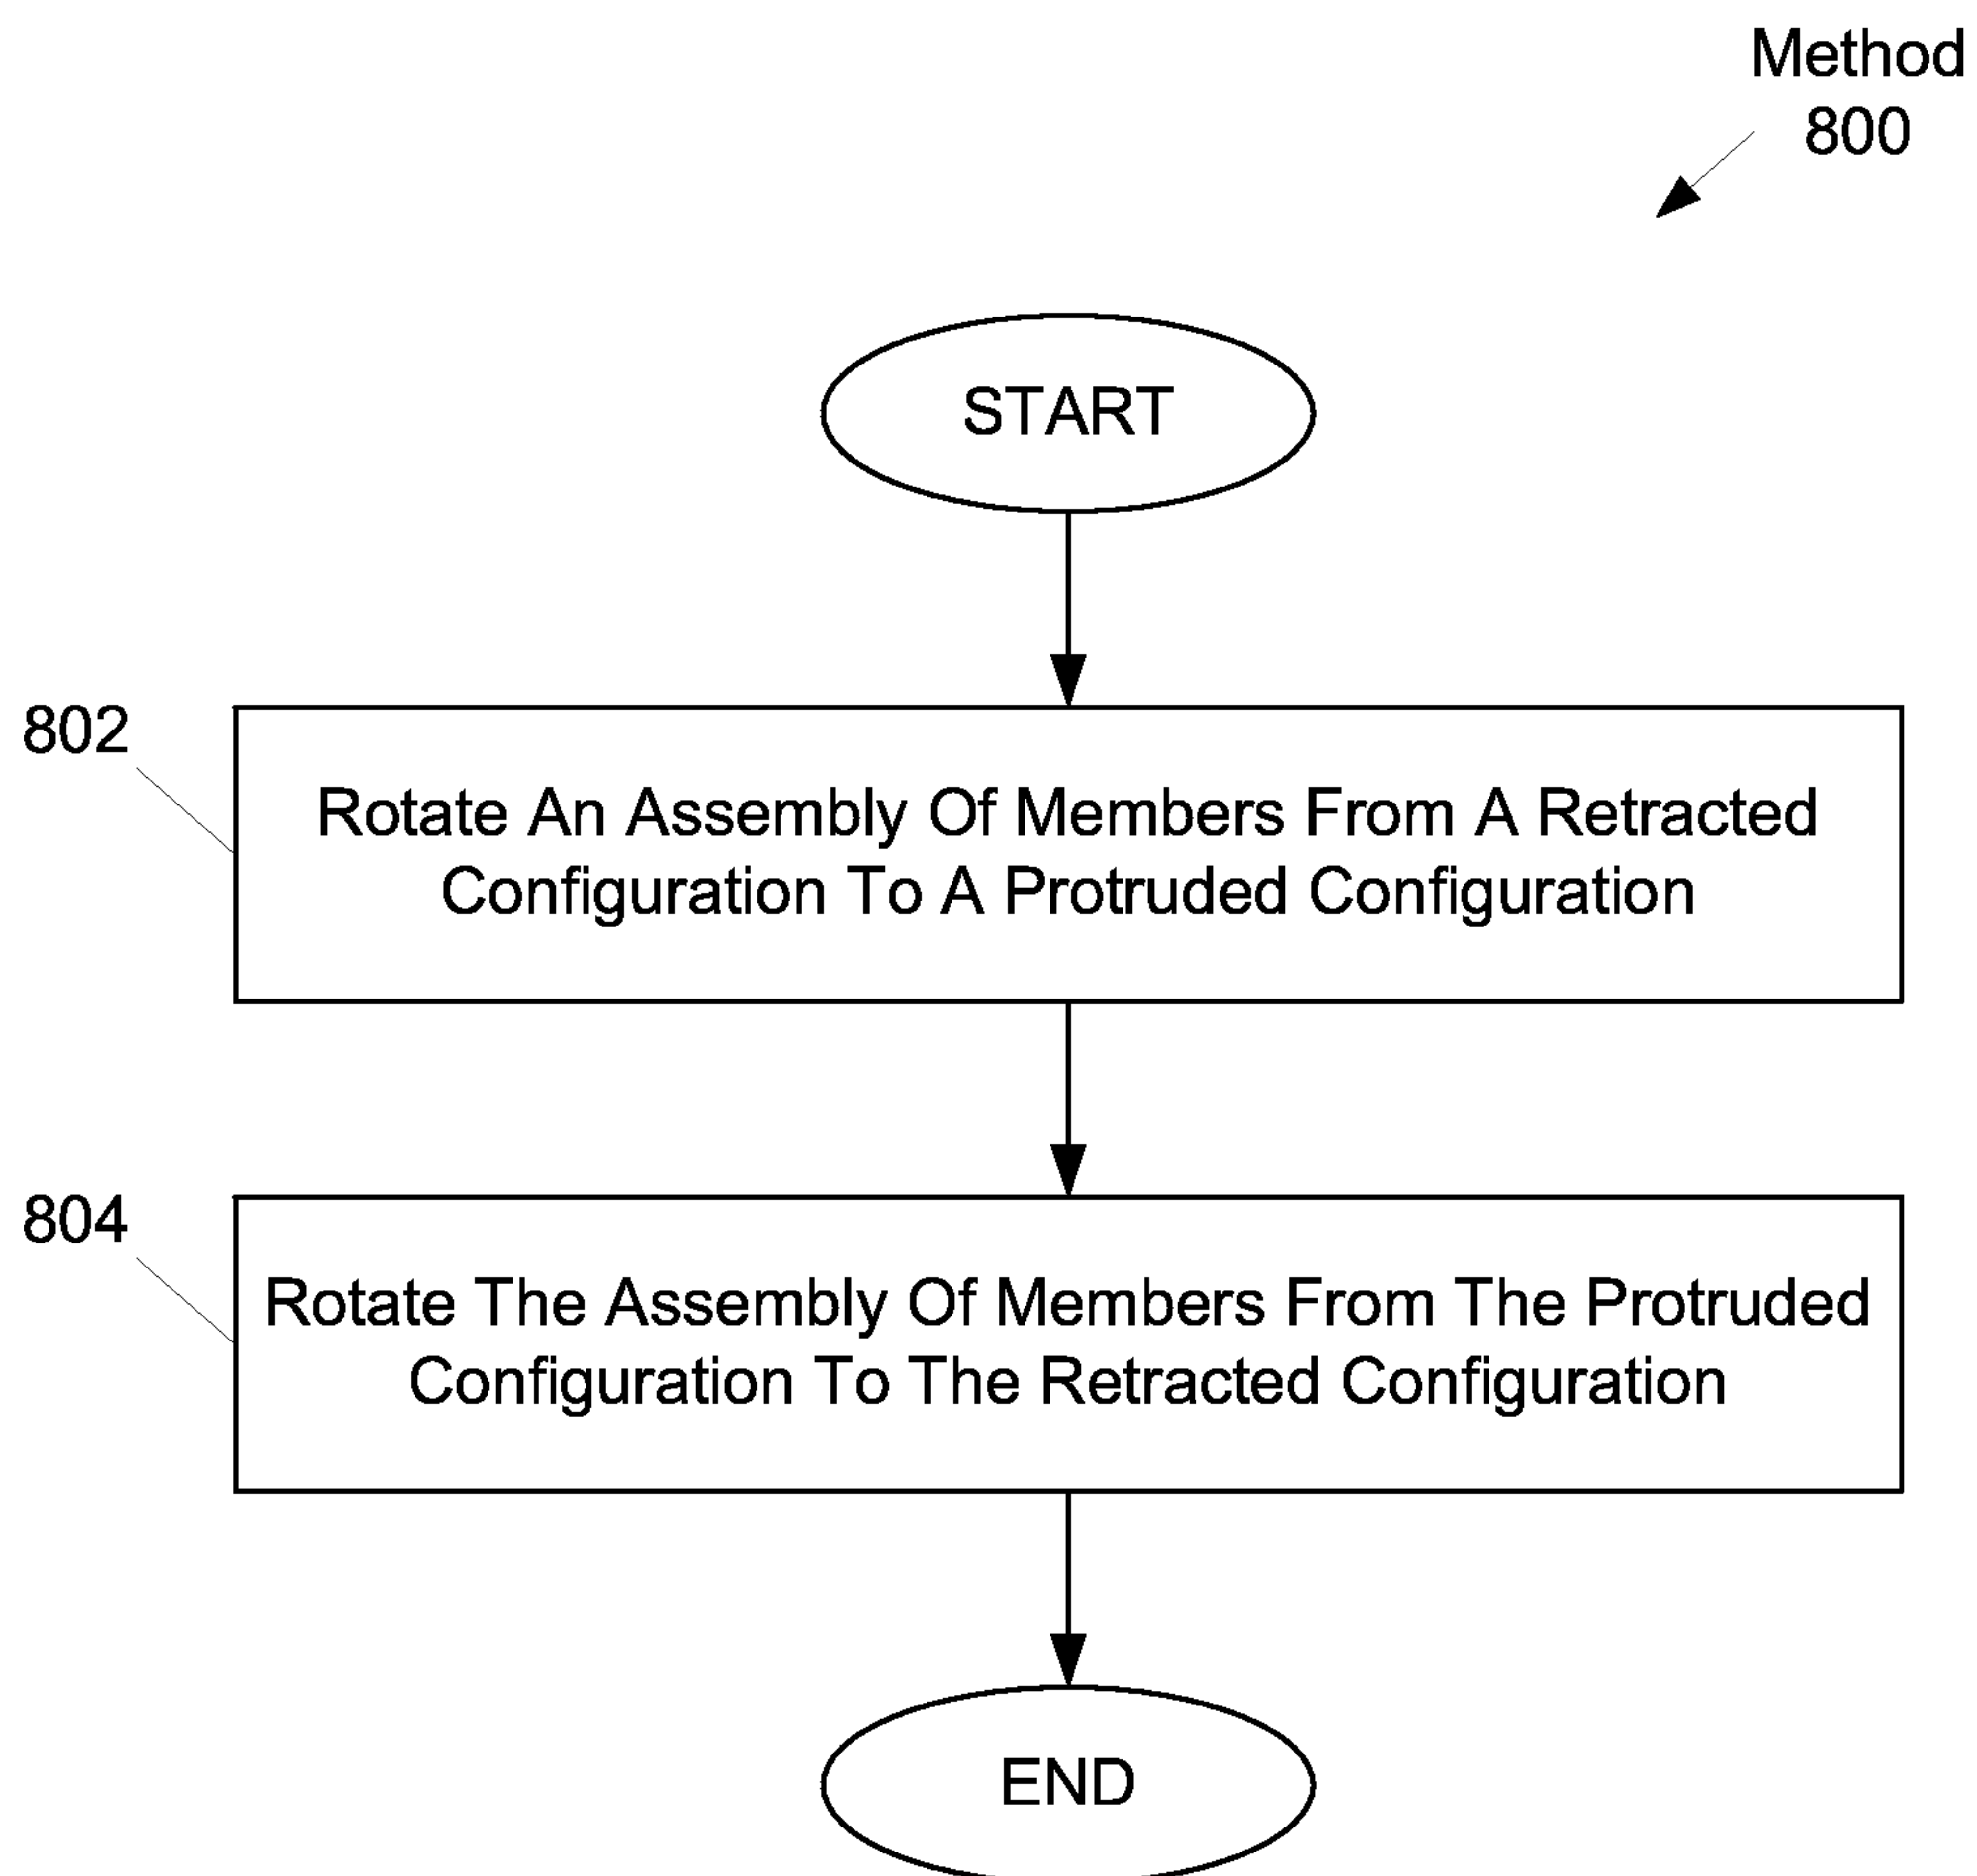 Method
800
START
802
Rotate An Assembly Of Members From A Retracted
Configuration To A Protruded Configuration
804
Rotate The Assembly Of Members From The Protruded
Configuration To The Retracted Configuration
END